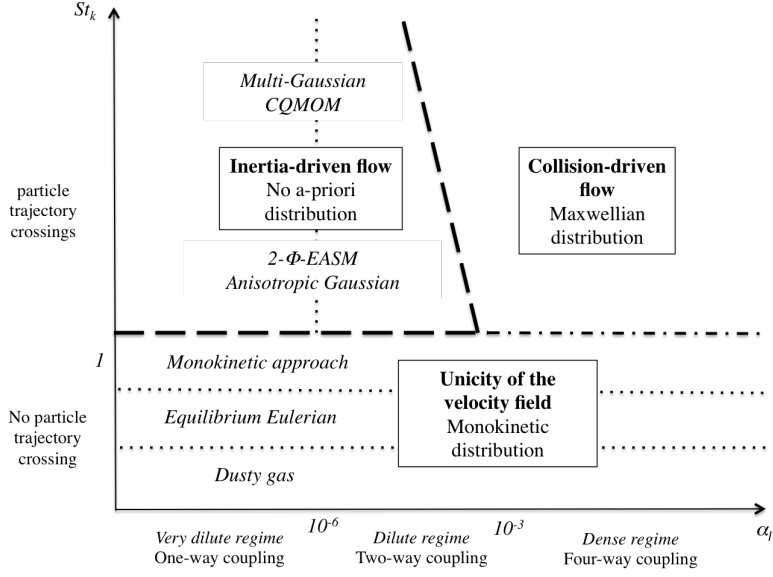 St_k
Multi-Gaussian
CQMOM
Inertia-driven flow
No a-priori
distribution
Collision-driven
flow
Maxwellian
distribution
particle
trajectory
crossings
2-Φ-EASM
Anisotropic Gaussian
1
Monokinetic approach
Unicity of the
velocity field
Monokinetic
distribution
No particle
trajectory
crossing
Equilibrium Eulerian
Dusty gas
10^-6
10^-3
α_l
Very dilute regime
One-way coupling
Dilute regime
Two-way coupling
Dense regime
Four-way coupling